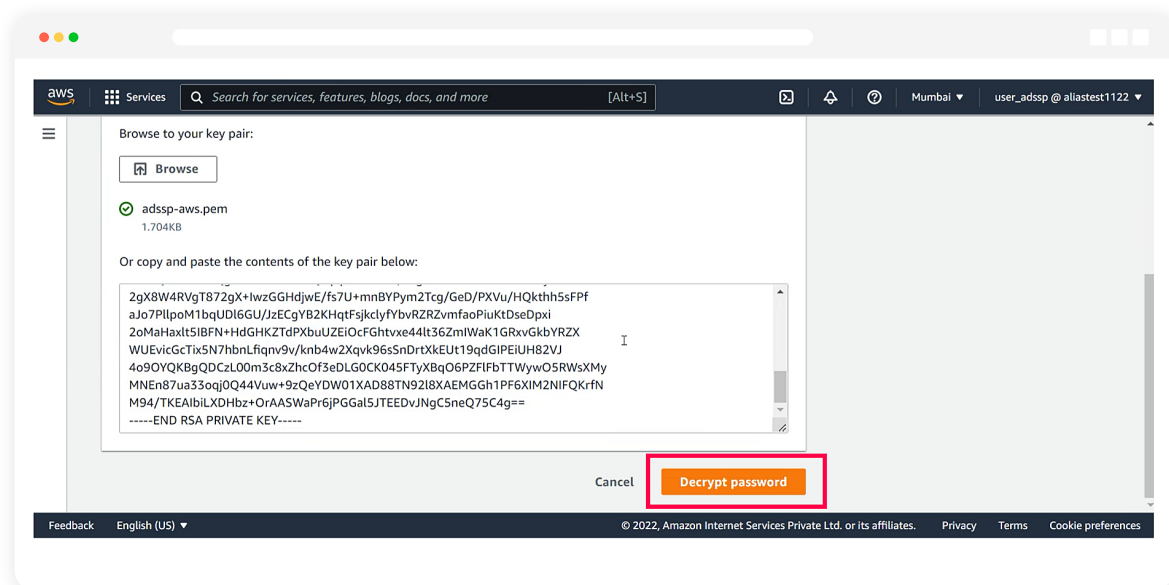 aws
Services
Search for services, features, blogs, docs, and more
[Alt+S]
Mumbai
user_adssp @ aliastest1122
Browse to your key pair:
Browse
adssp-aws.pem
1.704KB
Or copy and paste the contents of the key pair below:
2gX8W4RVgT872gX+IwzGGHdjwE/fs7U+mnBYPym2Tcg/GeD/PXVu/HQkthh5sFPf
aJo7PllpoM1bqUDl6GU/JzECgYB2KHqtFsjkclyfYbvRZRZvmfaoPiuKtDseDpxi
2oMaHaxlt5IBFN+HdGHKZTdPXbuUZEiOcFGhtvxe44lt36ZmIWaK1GRxvGkbYRZX
WUEvicGcTix5N7hbnLfiqnv9v/knb4w2Xqvk96sSnDrtXkEUt19qdGIPEiUH82VJ
4o9OYQKBgQDCzL00m3c8xZhcOf3eDLG0CK045FTyXBqO6PZFlFbTTWywO5RWsXMy
MNEn87ua33oqj0Q44Vuw+9zQeYDW01XAD88TN92l8XAEMGGh1PF6XIM2NIFQKrfN
M94/TKEAIbiLXDHbz+OrAASWaPr6jPGGal5JTEEDvJNgC5neQ75C4g==
-----END RSA PRIVATE KEY-----
Cancel
Decrypt password
Feedback
English (US)
© 2022, Amazon Internet Services Private Ltd. or its affiliates.
Privacy
Terms
Cookie preferences